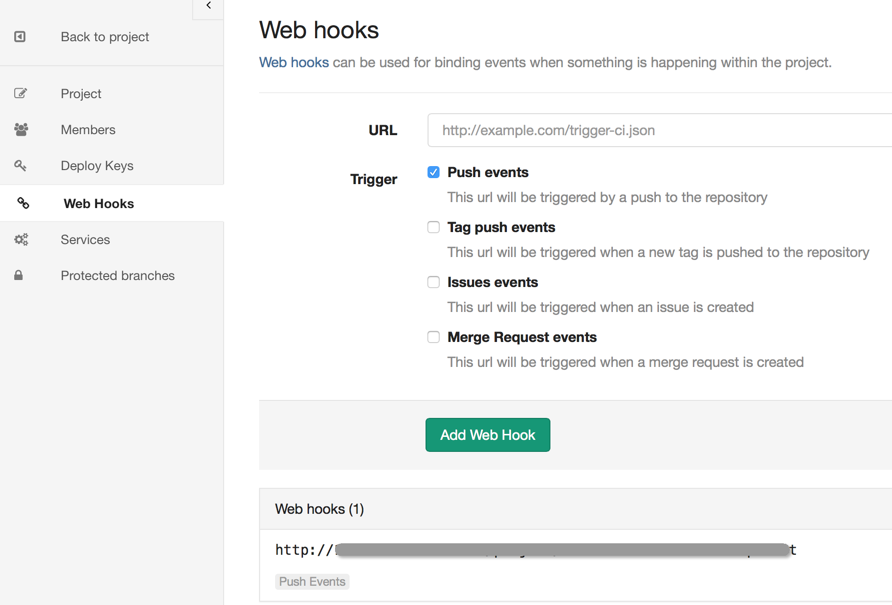 Back to project
Project
Members
Deploy Keys
Web Hooks
Services
Protected branches
Web hooks
Web hooks can be used for binding events when something is happening within the project.
URL
http://example.com/trigger-ci.json
Trigger
Push events
This url will be triggered by a push to the repository
Tag push events
This url will be triggered when a new tag is pushed to the repository
Issues events
This url will be triggered when an issue is created
Merge Request events
This url will be triggered when a merge request is created
Add Web Hook
Web hooks (1)
http://
Push Events